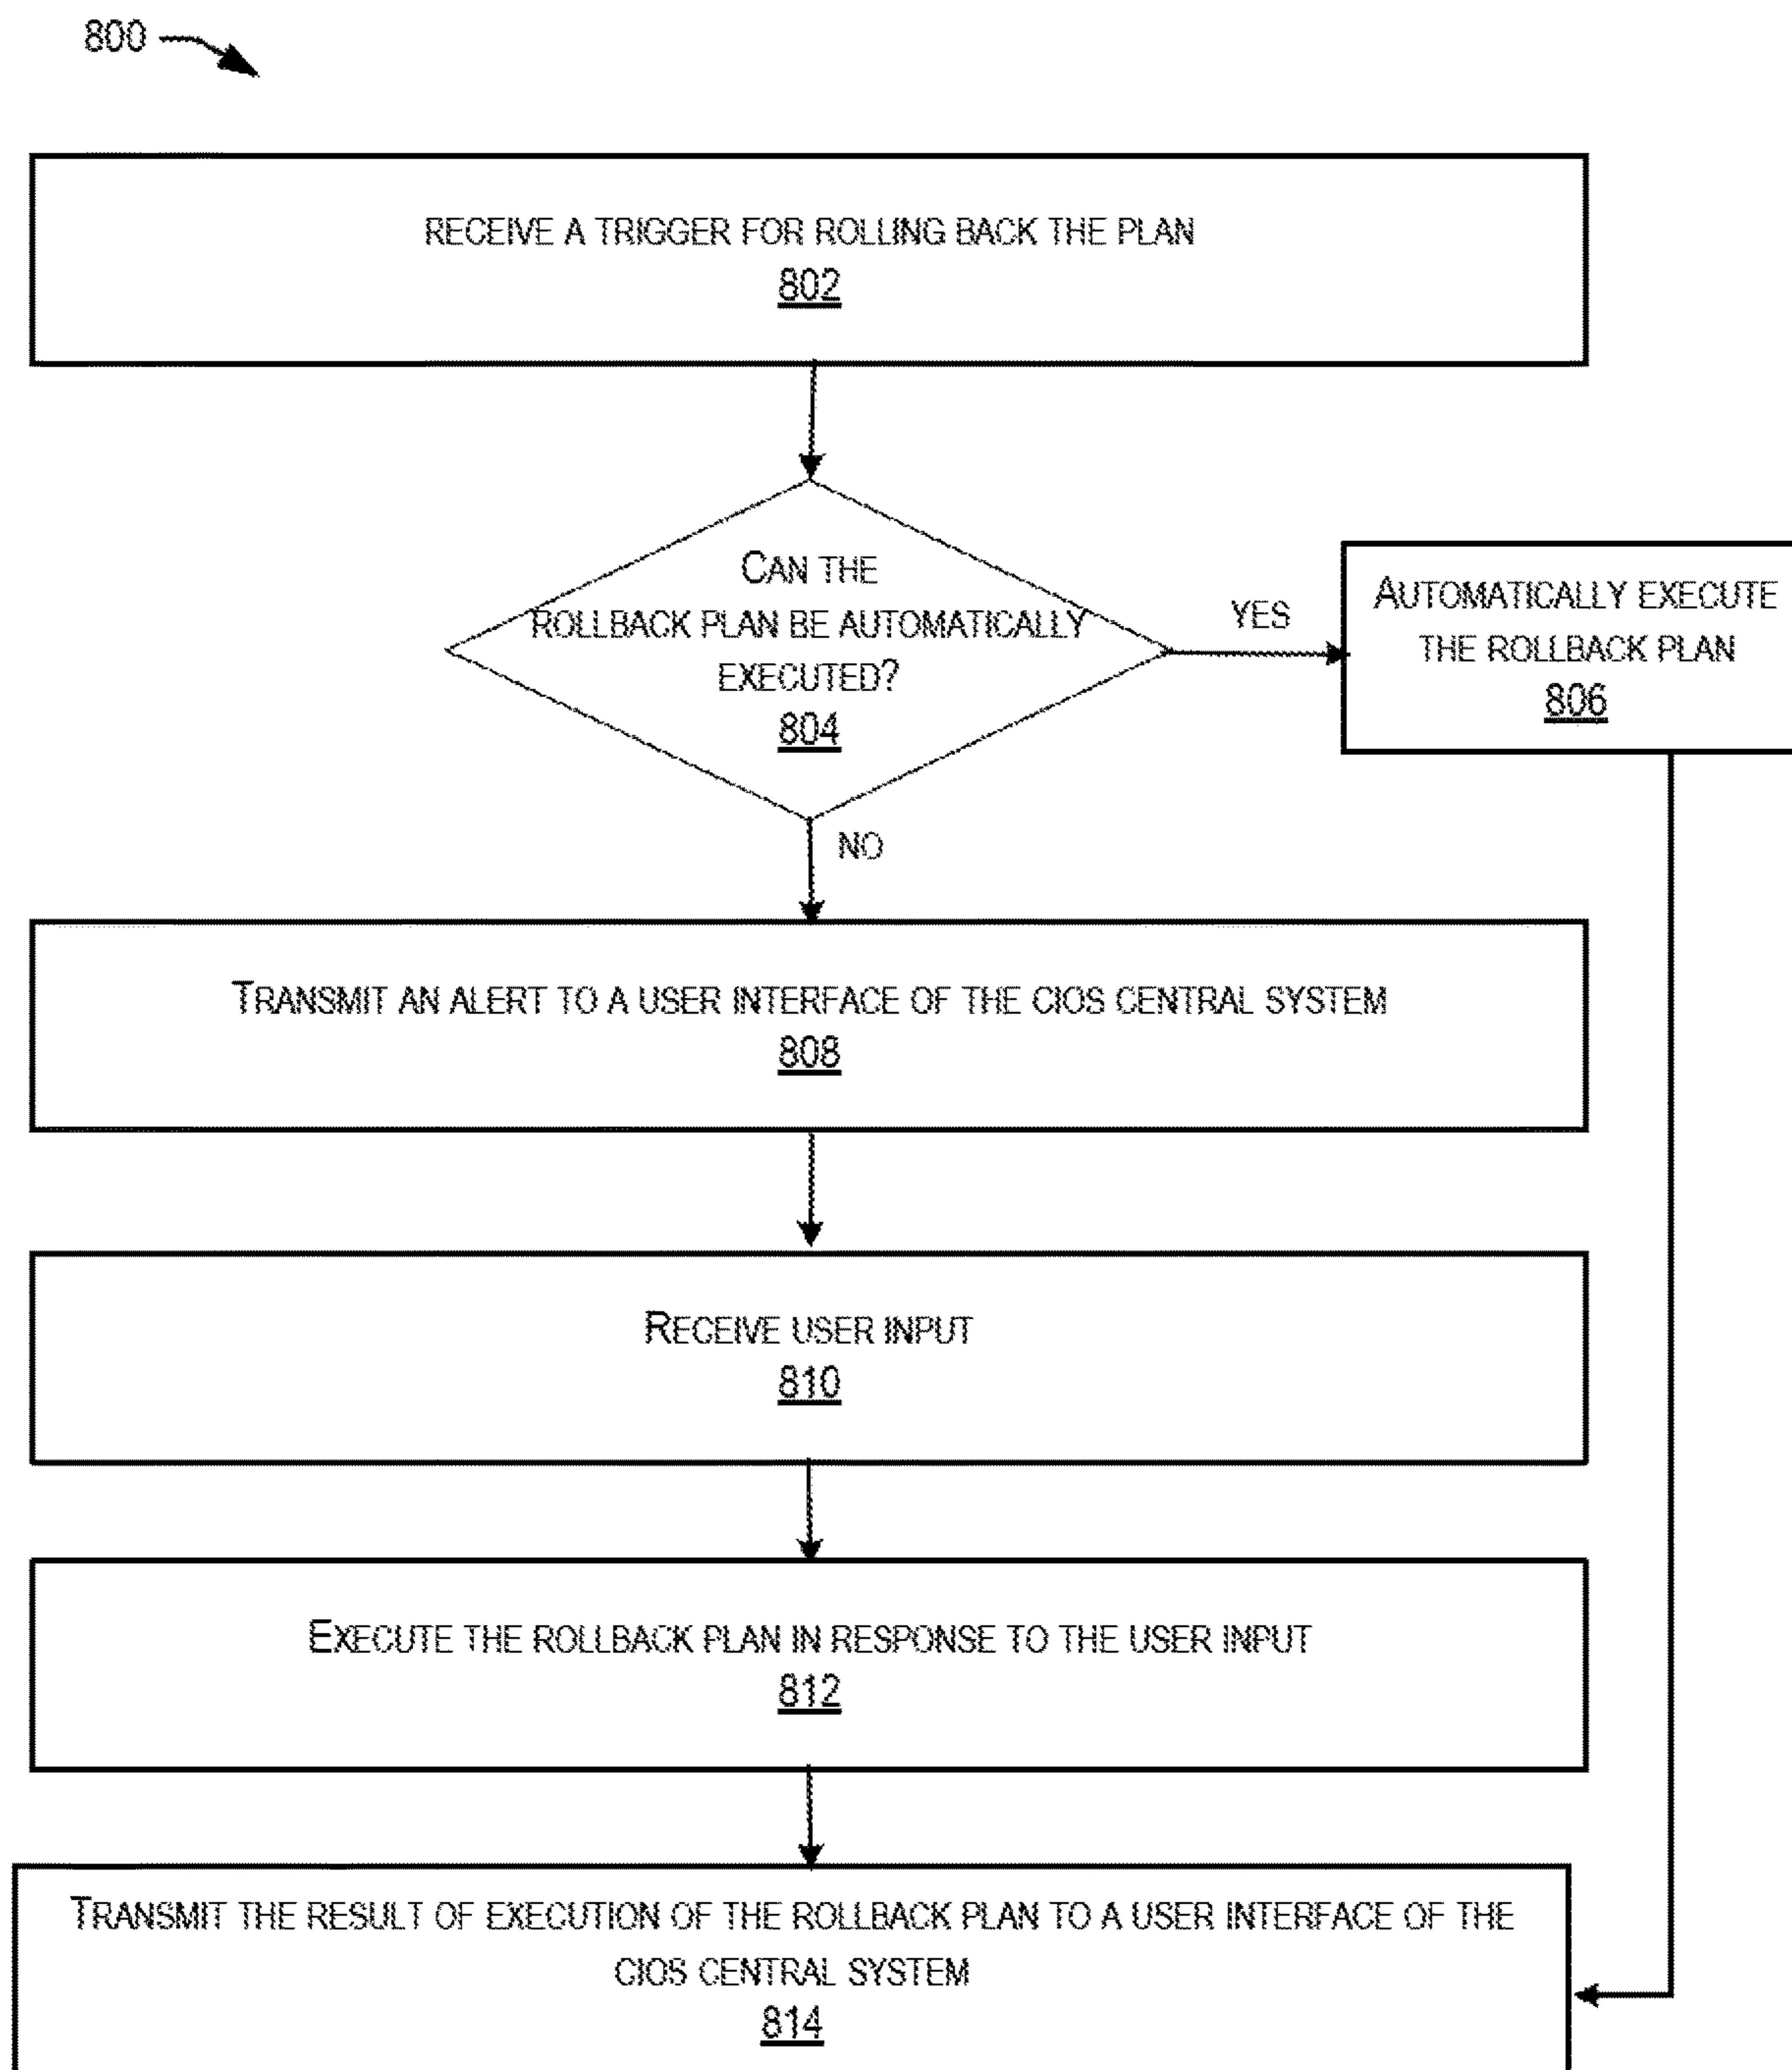 800
RECEIVE A TRIGGER FOR ROLLING BACK THE PLAN
802
CAN THE
ROLLBACK PLAN BE AUTOMATICALLY
EXECUTED?
804
YES
AUTOMATICALLY EXECUTE
THE ROLLBACK PLAN
806
NO
TRANSMIT AN ALERT TO A USER INTERFACE OF THE CIOS CENTRAL SYSTEM
808
RECEIVE USER INPUT
810
EXECUTE THE ROLLBACK PLAN IN RESPONSE TO THE USER INPUT
812
TRANSMIT THE RESULT OF EXECUTION OF THE ROLLBACK PLAN TO A USER INTERFACE OF THE
CIOS CENTRAL SYSTEM
814